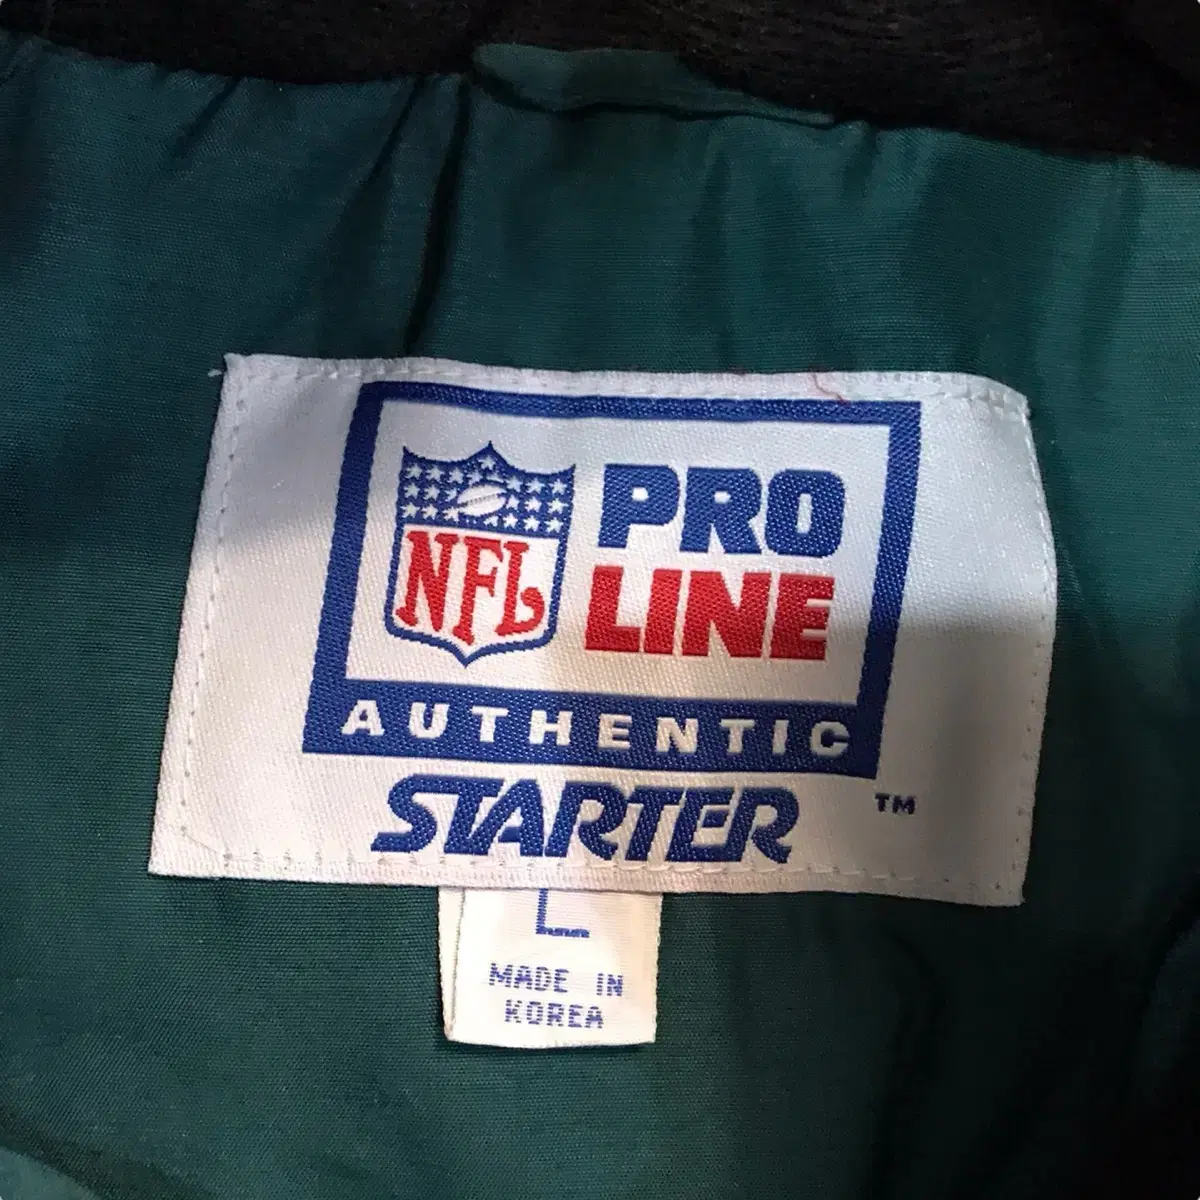 NFL
PRO
LINE
AUTHENTIC
STARTER ™
L
MADE IN
KOREA